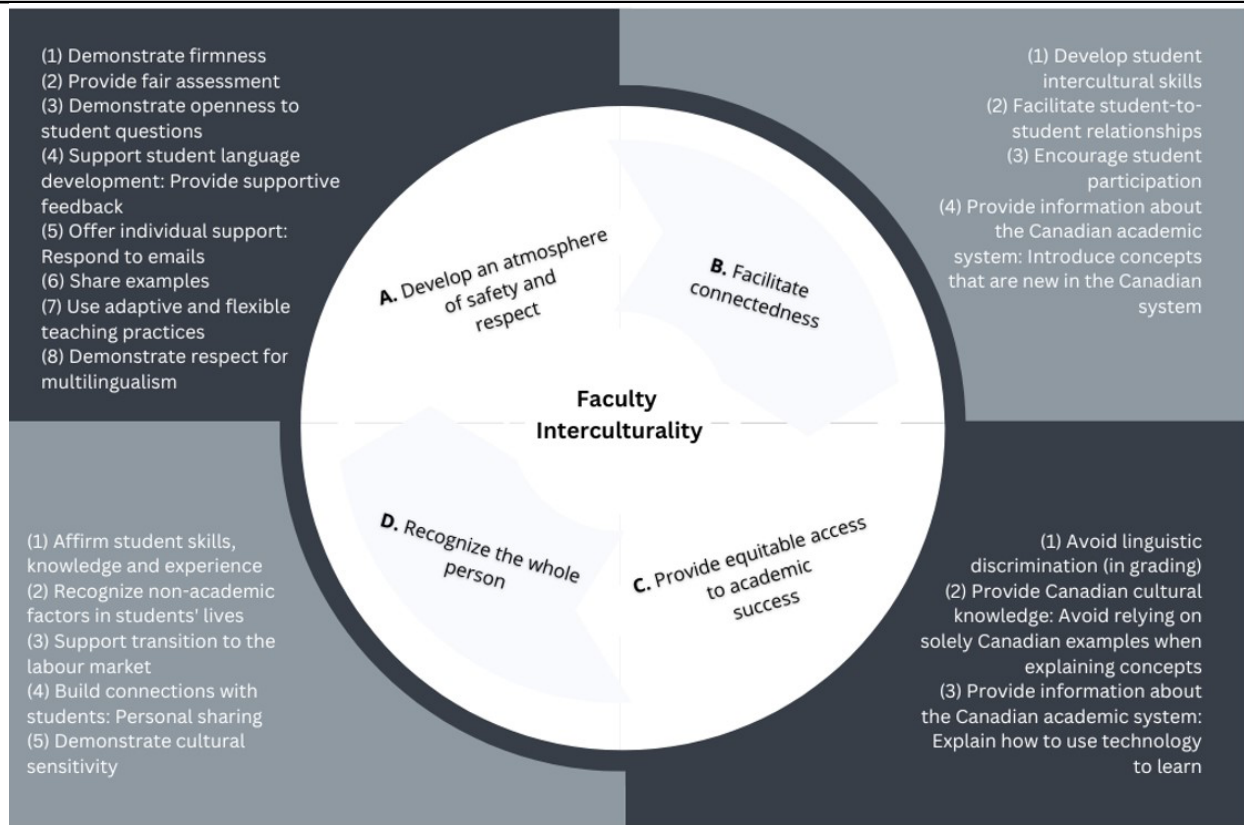 (1) Demonstrate firmness
(2) Provide fair assessment
(3) Demonstrate openness to
student questions
(4) Support student language
development: Provide supportive
feedback
(5) Offer individual support:
Respond to emails
(6) Share examples
(7) Use adaptive and flexible
teaching practices
(8) Demonstrate respect for
multilingualism
(1) Develop student
intercultural skills
(2) Facilitate student-to-
student relationships
(3) Encourage student
participation
(4) Provide information about
the Canadian academic
system: Introduce concepts
that are new in the Canadian
system
A. Develop an atmosphere
of safety and
respect
B. Facilitate
connectedness
Faculty
Interculturality
D. Recognize the whole
person
C. Provide equitable access
to academic
success
(1) Affirm student skills,
knowledge and experience
(2) Recognize non-academic
factors in students' lives
(3) Support transition to the
labour market
(4) Build connections with
students: Personal sharing
(5) Demonstrate cultural
sensitivity
(1) Avoid linguistic
discrimination (in grading)
(2) Provide Canadian cultural
knowledge: Avoid relying on
solely Canadian examples when
explaining concepts
(3) Provide information about
the Canadian academic system:
Explain how to use technology
to learn